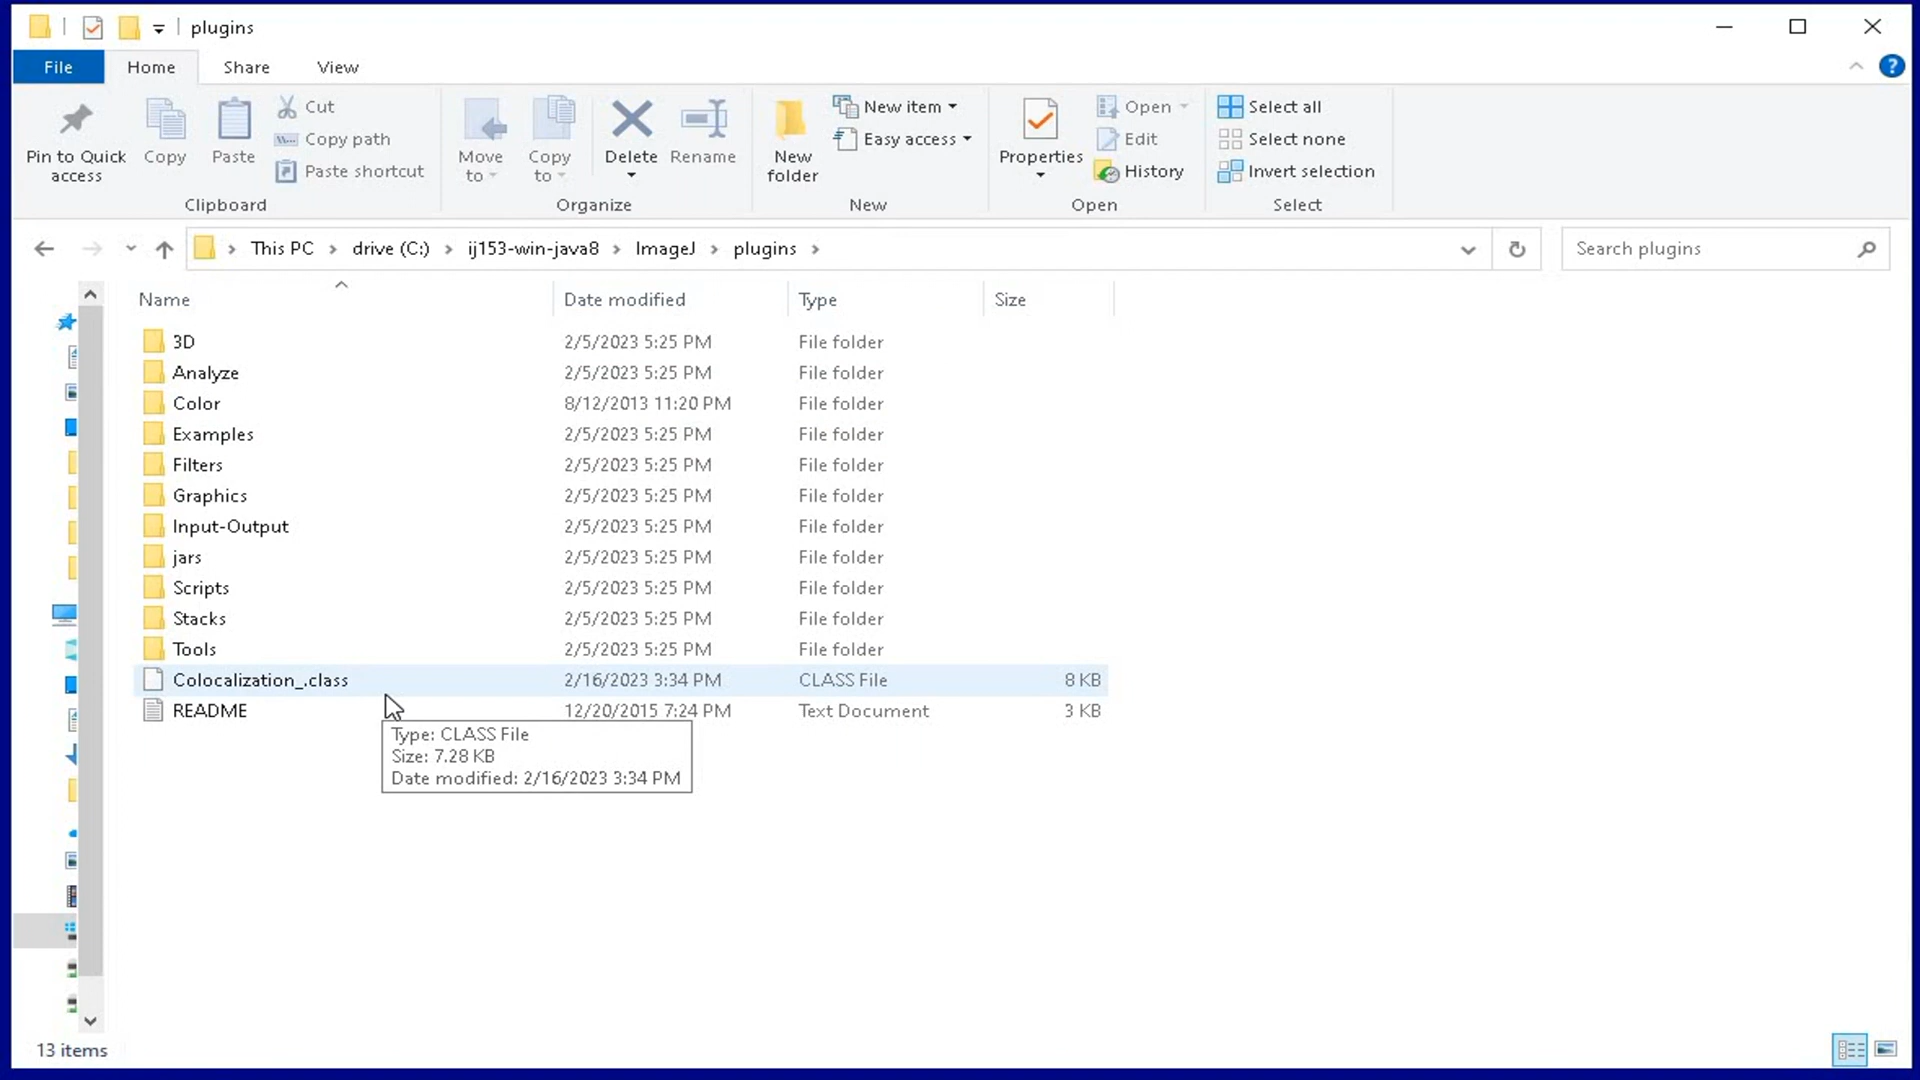 plugins
File Home Share View
Pin to Quick access
Copy
Paste
Cut
Copy path
Paste shortcut
Clipboard
Move to
Copy to
Delete
Rename
Organize
New folder
New item
Easy access
New
Properties
Open
Edit
History
Open
Select all
Select none
Invert selection
Select
This PC > drive (C:) > ij153-win-java8 > ImageJ > plugins >
Search plugins
Name Date modified Type Size
3D 2/5/2023 5:25 PM File folder
Analyze 2/5/2023 5:25 PM File folder
Color 8/12/2013 11:20 PM File folder
Examples 2/5/2023 5:25 PM File folder
Filters 2/5/2023 5:25 PM File folder
Graphics 2/5/2023 5:25 PM File folder
Input-Output 2/5/2023 5:25 PM File folder
jars 2/5/2023 5:25 PM File folder
Scripts 2/5/2023 5:25 PM File folder
Stacks 2/5/2023 5:25 PM File folder
Tools 2/5/2023 5:25 PM File folder
Colocalization_.class 2/16/2023 3:34 PM CLASS File 8 KB
README 12/20/2015 7:24 PM Text Document 3 KB
Type: CLASS File
Size: 7.28 KB
Date modified: 2/16/2023 3:34 PM
13 items